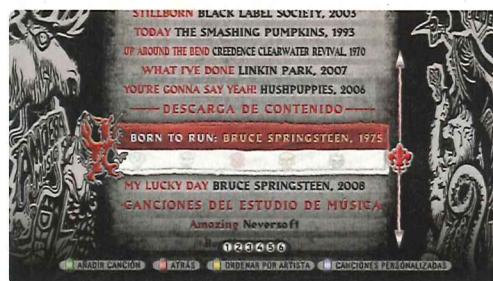 STILLBORN BLACK LABEL SOCIETY, 2003
TODAY THE SMASHING PUMPKINS, 1993
UP AROUND THE BEND CREEDENCE CLEARWATER REVIVAL, 1970
WHAT I'VE DONE LINKIN PARK, 2007
YOU'RE GONNA SAY YEAH! HUSHPUPPIES, 2006
DESCARGA DE CONTENIDO
BORN TO RUN: BRUCE SPRINGSTEEN, 1975
MY LUCKY DAY BRUCE SPRINGSTEEN, 2008
CANCIONES DEL ESTUDIO DE MÚSICA
Amazing Neversoft
123456
AÑADIR CANCIÓN ATRÁS ORDENAR POR ARTISTA CANCIONES PERSONALIZADAS